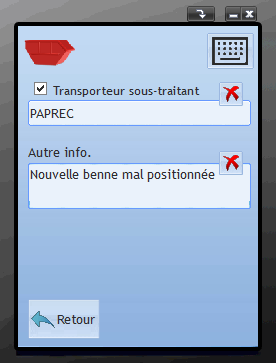 Transporteur sous-traitant
PAPREC
Autre info.
Nouvelle benne mal positionnée
Retour